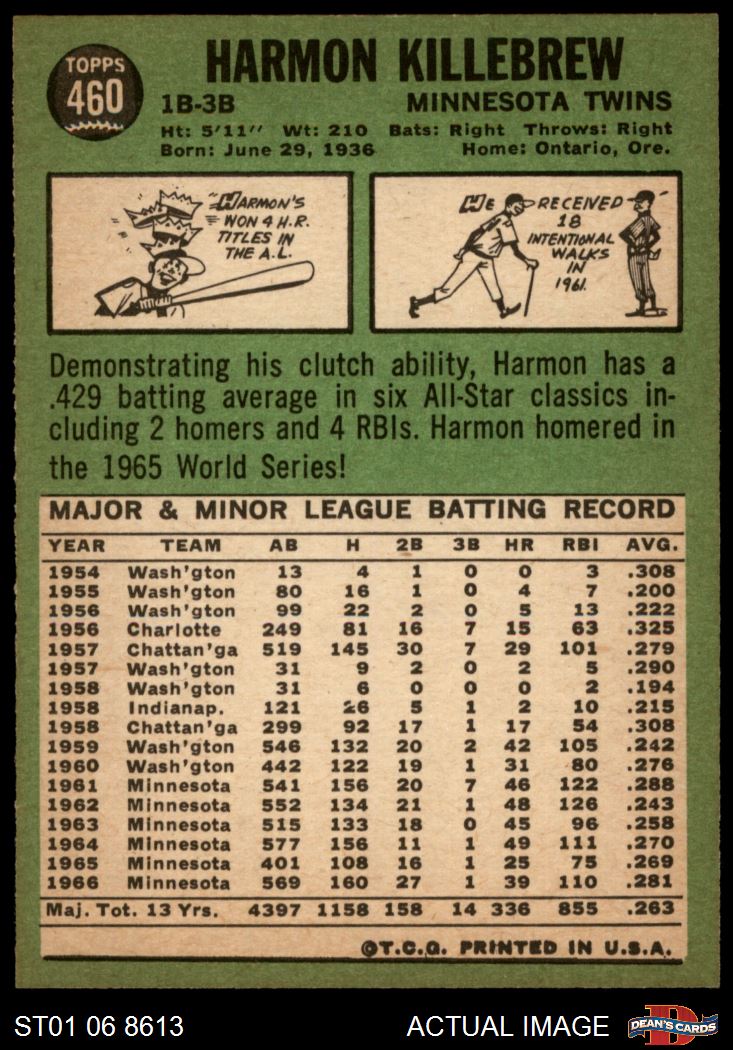 TOPPS
460
HARMON KILLEBREW
1B-3B MINNESOTA TWINS
Ht: 5'11" Wt: 210 Bats: Right Throws: Right
Born: June 29, 1936 Home: Ontario, Ore.
HARMON'S
WON 4 H.R.
TITLES IN
THE A.L.
HE RECEIVED
18
INTENTIONAL
WALKS
IN
1961.
Demonstrating his clutch ability, Harmon has a
.429 batting average in six All-Star classics in-
cluding 2 homers and 4 RBIs. Harmon homered in
the 1965 World Series!
MAJOR & MINOR LEAGUE BATTING RECORD
YEAR TEAM AB H 2B 3B HR RBI AVG.
1954 Wash'gton 13 4 1 0 0 3 .308
1955 Wash'gton 80 16 1 0 4 7 .200
1956 Wash'gton 99 22 2 0 5 13 .222
1956 Charlotte 249 81 16 7 15 63 .325
1957 Chattan'ga 519 145 30 7 29 101 .279
1957 Wash'gton 31 9 2 0 2 5 .290
1958 Wash'gton 31 6 0 0 0 2 .194
1958 Indianap. 121 26 5 1 2 10 .215
1958 Chattan'ga 299 92 17 1 17 54 .308
1959 Wash'gton 546 132 20 2 42 105 .242
1960 Wash'gton 442 122 19 1 31 80 .276
1961 Minnesota 541 156 20 7 46 122 .288
1962 Minnesota 552 134 21 1 48 126 .243
1963 Minnesota 515 133 18 0 45 96 .258
1964 Minnesota 577 156 11 1 49 111 .270
1965 Minnesota 401 108 16 1 25 75 .269
1966 Minnesota 569 160 27 1 39 110 .281
Maj. Tot. 13 Yrs. 4397 1158 158 14 336 855 .263
©T.C.G. PRINTED IN U.S.A.
ST01 06 8613 ACTUAL IMAGE DEAN'S CARDS